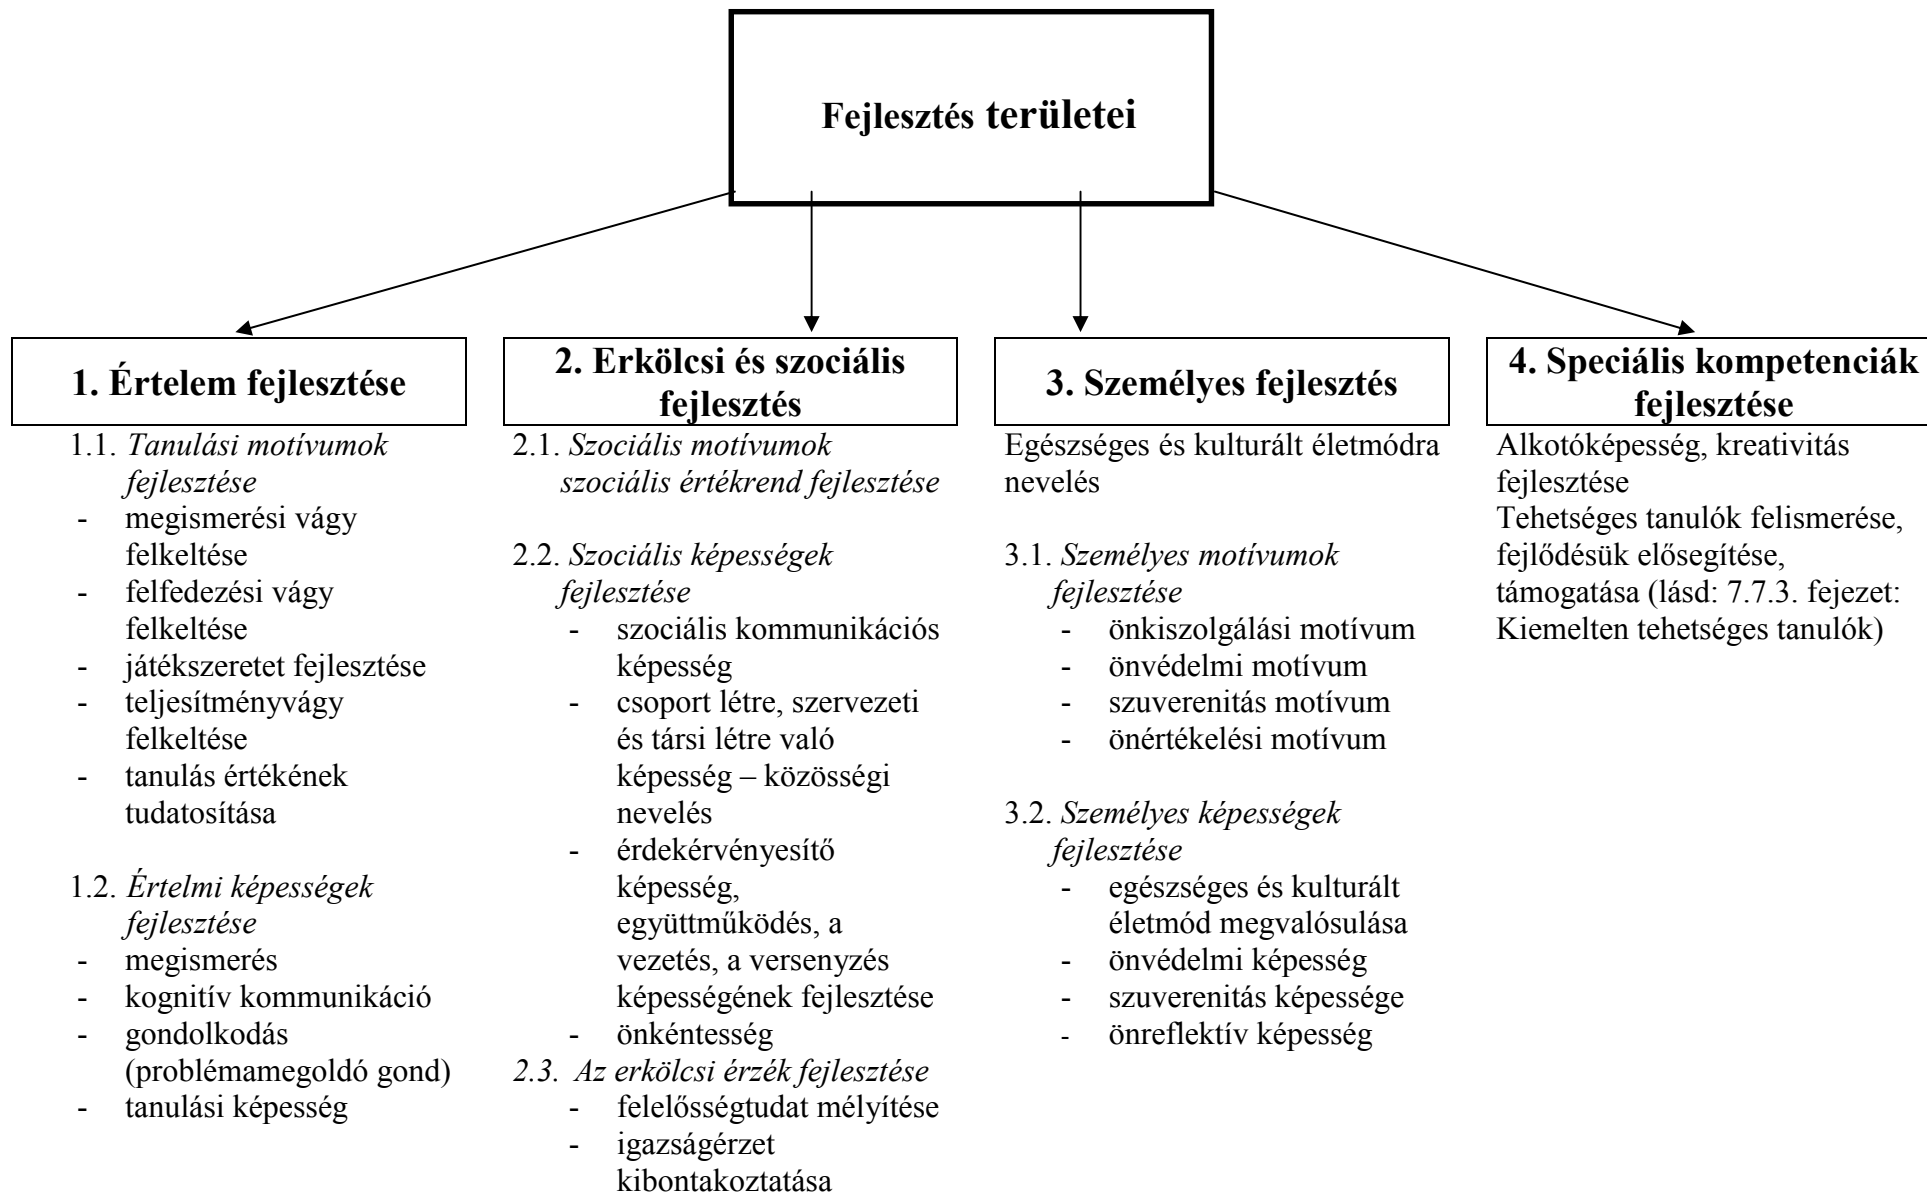 Fejlesztés területei
1. Értelem fejlesztése
1.1. Tanulási motívumok
fejlesztése
- megismerési vágy
felkeltése
- felfedezési vágy
felkeltése
- játékszeretet fejlesztése
- teljesítményvágy
felkeltése
- tanulás értékének
tudatosítása
1.2. Értelmi képességek
fejlesztése
- megismerés
- kognitív kommunikáció
- gondolkodás
(problémamegoldó gond)
- tanulási képesség
2. Erkölcsi és szociális
fejlesztés
2.1. Szociális motívumok
szociális értékrend fejlesztése
2.2. Szociális képességek
fejlesztése
- szociális kommunikációs
képesség
- csoport létre, szervezeti
és társi létre való
képesség – közösségi
nevelés
- érdekérvényesítő
képesség,
együttműködés, a
vezetés, a versenyzés
képességének fejlesztése
- önkéntesség
2.3. Az erkölcsi érzék fejlesztése
- felelősségtudat mélyítése
- igazságérzet
kibontakoztatása
3. Személyes fejlesztés
Egészséges és kulturált életmódra
nevelés
3.1. Személyes motívumok
fejlesztése
- önkiszolgálási motívum
- önvédelmi motívum
- szuverenitás motívum
- önértékelési motívum
3.2. Személyes képességek
fejlesztése
- egészséges és kulturált
életmód megvalósulása
- önvédelmi képesség
- szuverenitás képessége
- önreflektív képesség
4. Speciális kompetenciák
fejlesztése
Alkotóképesség, kreativitás
fejlesztése
Tehetséges tanulók felismerése,
fejlődésük elősegítése,
támogatása (lásd: 7.7.3. fejezet:
Kiemelten tehetséges tanulók)